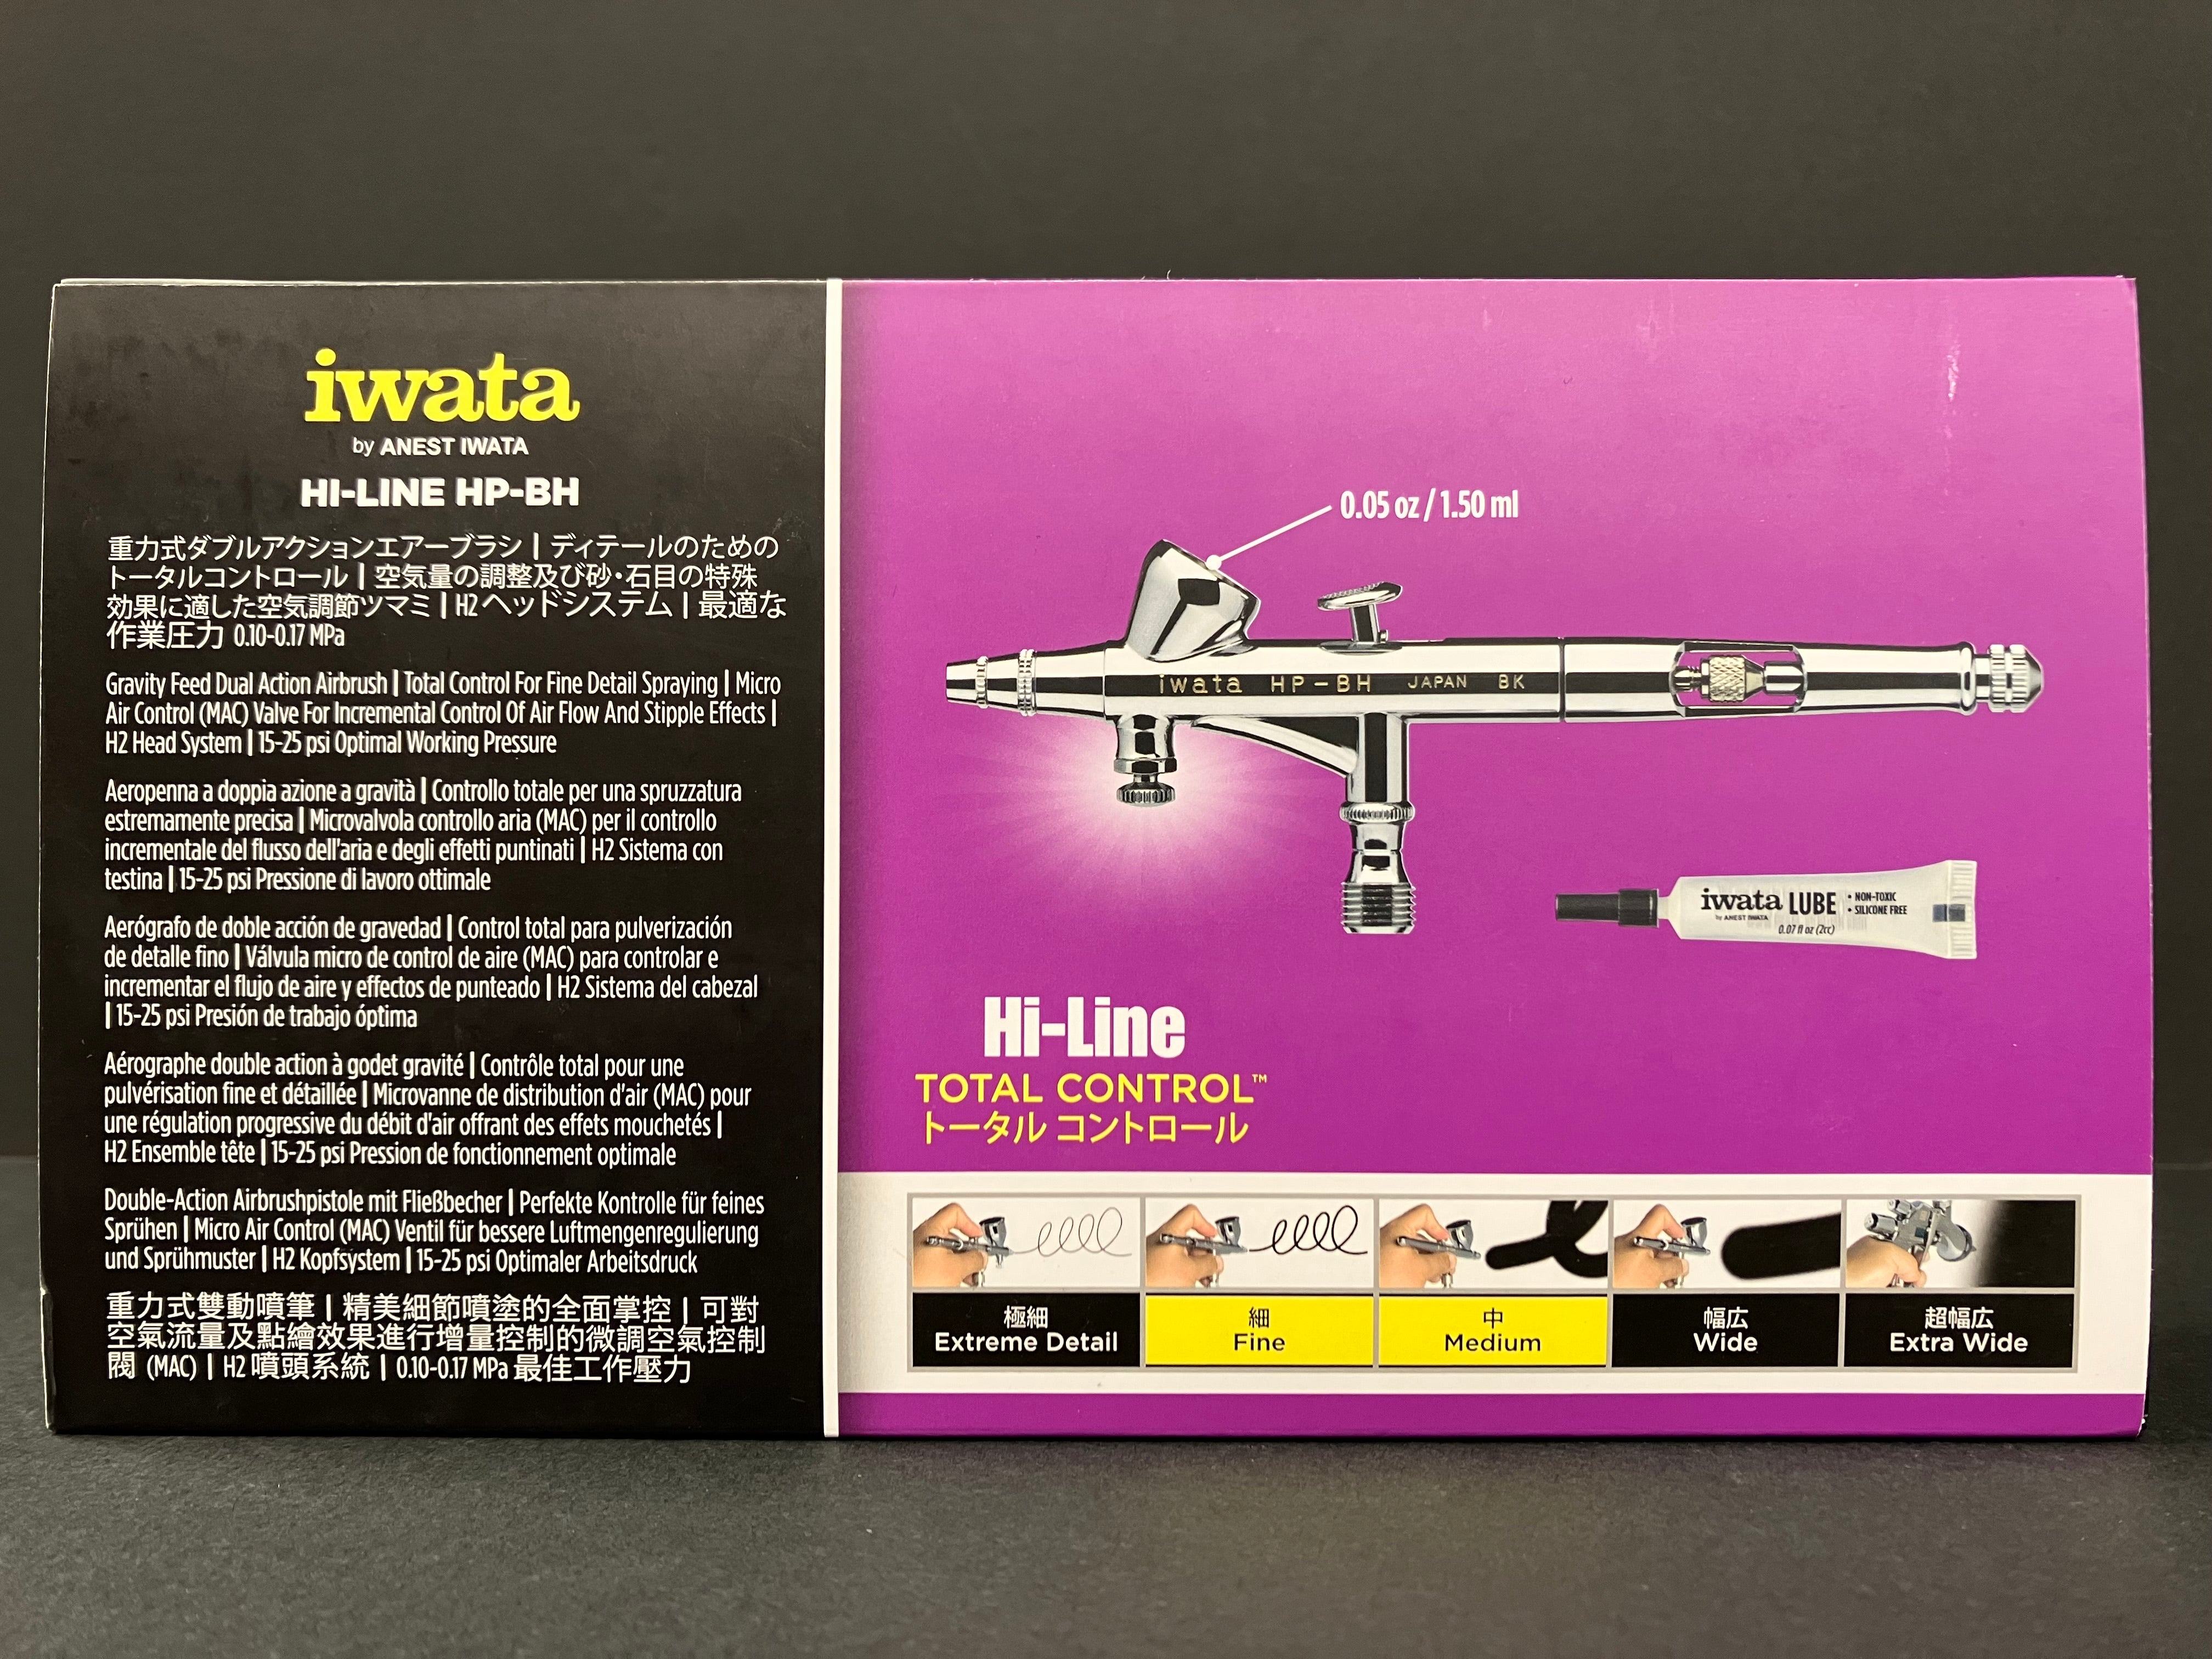 iwata
by ANEST IWATA
HI-LINE HP-BH
重力式ダブルアクションエアーブラシ | ディテールのための
トータルコントロール | 空気量の調整及び砂・石目の特殊
効果に適した空気調節ツマミ | H2ヘッドシステム | 最適な
作業圧力 0.10-0.17 MPa
Gravity Feed Dual Action Airbrush | Total Control For Fine Detail Spraying | Micro
Air Control (MAC) Valve For Incremental Control Of Air Flow And Stipple Effects |
H2 Head System | 15-25 psi Optimal Working Pressure
Aeropenna a doppia azione a gravità | Controllo totale per una spruzzatura
estremamente precisa | Microvalvola controllo aria (MAC) per il controllo
incrementale del flusso dell'aria e degli effetti puntinati | H2 Sistema con
testina | 15-25 psi Pressione di lavoro ottimale
Aerógrafo de doble acción de gravedad | Control total para pulverización
de detalle fino | Válvula micro de control de aire (MAC) para controlar e
incrementar el flujo de aire y effectos de punteado | H2 Sistema del cabezal
| 15-25 psi Presión de trabajo óptima
Aérographe double action à godet gravité | Contrôle total pour une
pulvérisation fine et détaillée | Microvanne de distribution d'air (MAC) pour
une régulation progressive du débit d'air offrant des effets mouchetés |
H2 Ensemble tête | 15-25 psi Pression de fonctionnement optimale
Double-Action Airbrushpistole mit Fließbecher | Perfekte Kontrolle für feines
Sprühen | Micro Air Control (MAC) Ventil für bessere Luftmengenregulierung
und Sprühmuster | H2 Kopfsystem | 15-25 psi Optimaler Arbeitsdruck
重力式雙動噴筆 | 精美細節噴塗的全面掌控 | 可對
空氣流量及點繪效果進行增量控制的微調空氣控制
閥 (MAC) | H2 噴頭系統 | 0.10-0.17 MPa 最佳工作壓力
0.05 oz / 1.50 ml
iwata HP-BH JAPAN BK
iwata LUBE
by ANEST IWATA
• NON-TOXIC
• SILICONE FREE
0.07 fl oz (2cc)
Hi-Line
TOTAL CONTROL™
トータル コントロール
極細
Extreme Detail
細
Fine
中
Medium
幅広
Wide
超幅広
Extra Wide